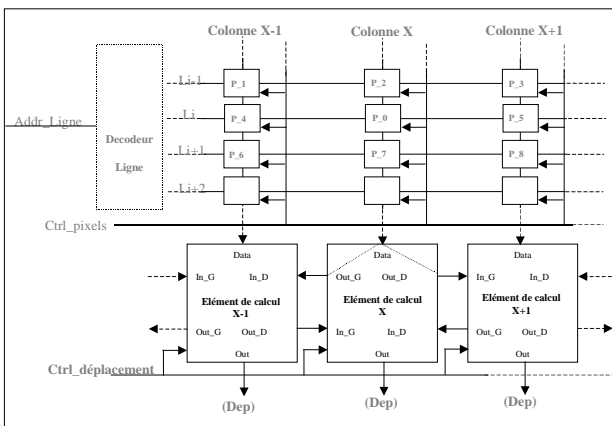 Colonne X-1 Colonne X Colonne X+1
Li-1 P_1 P_2 P_3
Addr_Ligne Decodeur Ligne
Li P_4 P_0 P_5
Li+1 P_6 P_7 P_8
Li+2
Ctrl_pixels
Data Data Data
In_G In_D Out_G Out_D In_G In_D
Elément de calcul X-1
Elément de calcul X
Elément de calcul X+1
Out_G Out_D In_G In_D Out_G Out_D
Out Out Out
Ctrl_déplacement
(Dep) (Dep) (Dep)